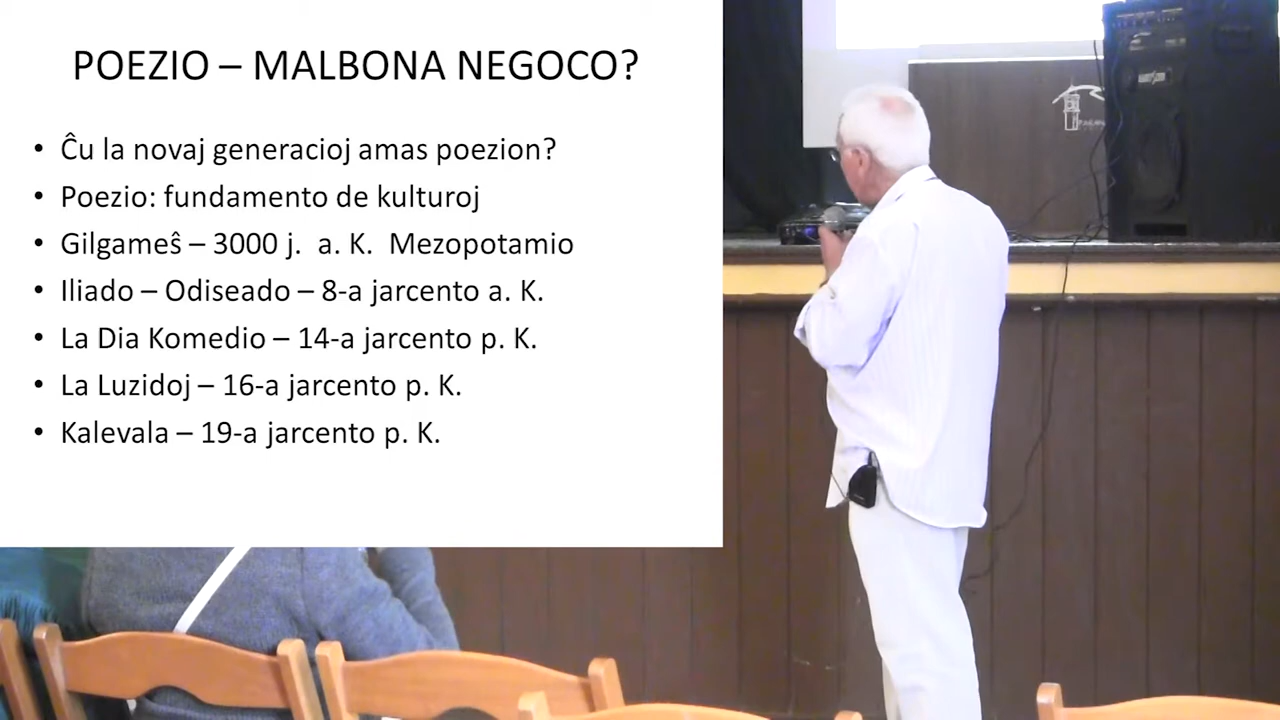 POEZIO – MALBONA NEGOCO?
• Ĉu la novaj generacioj amas poezion?
• Poezio: fundamento de kulturoj
• Gilgameŝ – 3000 j. a. K. Mezopotamio
• Iliado – Odiseado – 8-a jarcento a. K.
• La Dia Komedio – 14-a jarcento p. K.
• La Luzidoj – 16-a jarcento p. K.
• Kalevala – 19-a jarcento p. K.